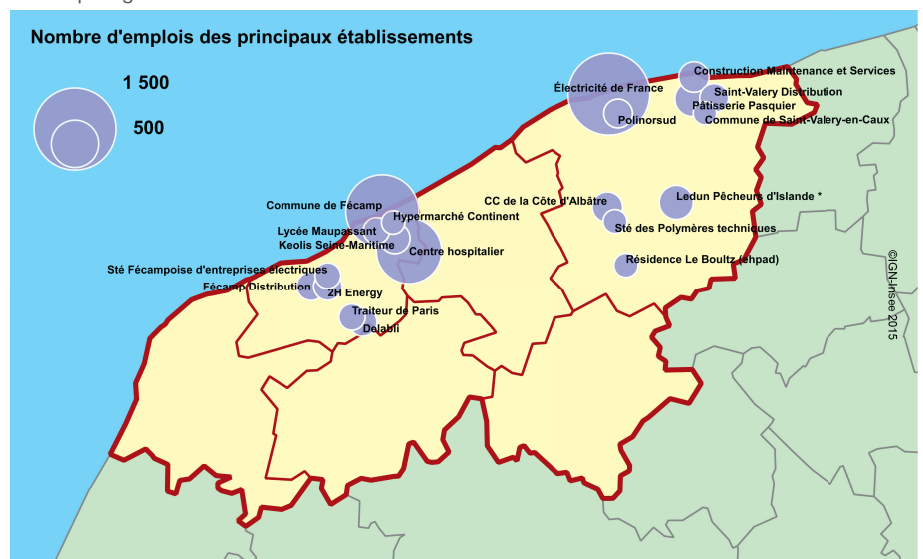 Nombre d'emplois des principaux établissements
1 500
500
Construction Maintenance et Services
Électricité de France
Saint-Valery Distribution
Pâtisserie Pasquier
Polinorsud
Commune de Saint-Valery-en-Caux
Ledun Pêcheurs d'Islande *
CC de la Côte d'Albâtre
Commune de Fécamp
Hypermarché Continent
Lycée Maupassant
Sté des Polymères techniques
Keolis Seine-Maritime
Centre hospitalier
Résidence Le Boultz (ehpad)
Sté Fécampoise d'entreprises électriques
Fécamp Distribution
2H Energy
Traiteur de Paris
Delabli
©IGN-Insee 2015